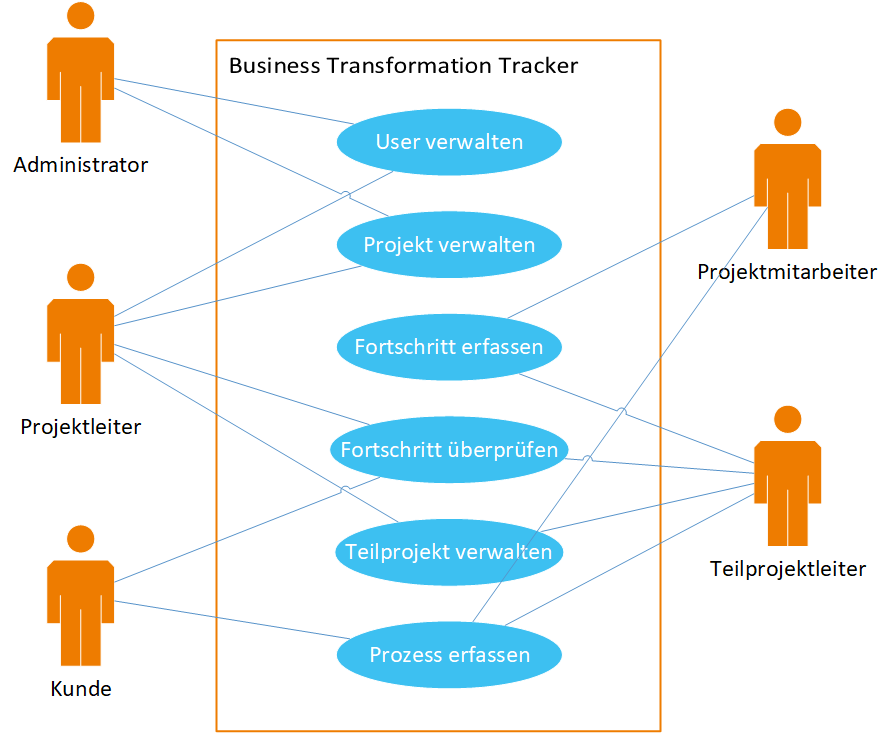 Business Transformation Tracker
Administrator
User verwalten
Projekt verwalten
Projektmitarbeiter
Projektleiter
Fortschritt erfassen
Fortschritt überprüfen
Teilprojekt verwalten
Teilprojektleiter
Prozess erfassen
Kunde